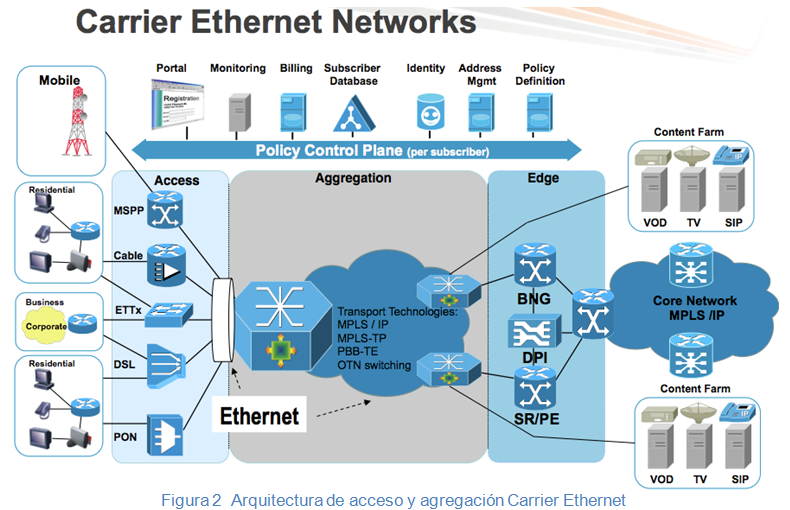 Carrier Ethernet Networks
Mobile
Portal
Monitoring
Billing
Subscriber
Database
Identity
Address
Mgmt
Policy
Definition
Registration
Policy Control Plane (per subscriber)
Content Farm
IP
VOD
TV
SIP
Access
Aggregation
Edge
Residential
MSPP
Cable
ETTx
Business
Corporate
DSL
Residential
PON
Transport Technologies:
MPLS / IP
MPLS-TP
PBB-TE
OTN switching
Ethernet
BNG
DPI
SR/PE
Core Network
MPLS /IP
Content Farm
IP
VOD
TV
SIP
Figura 2 Arquitectura de acceso y agregación Carrier Ethernet